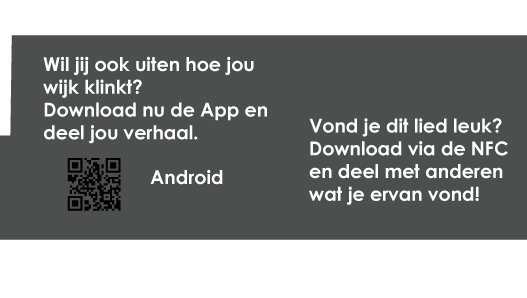 Wil jij ook uiten hoe jou
wijk klinkt?
Download nu de App en
deel jou verhaal.
Android
Vond je dit lied leuk?
Download via de NFC
en deel met anderen
wat je ervan vond!